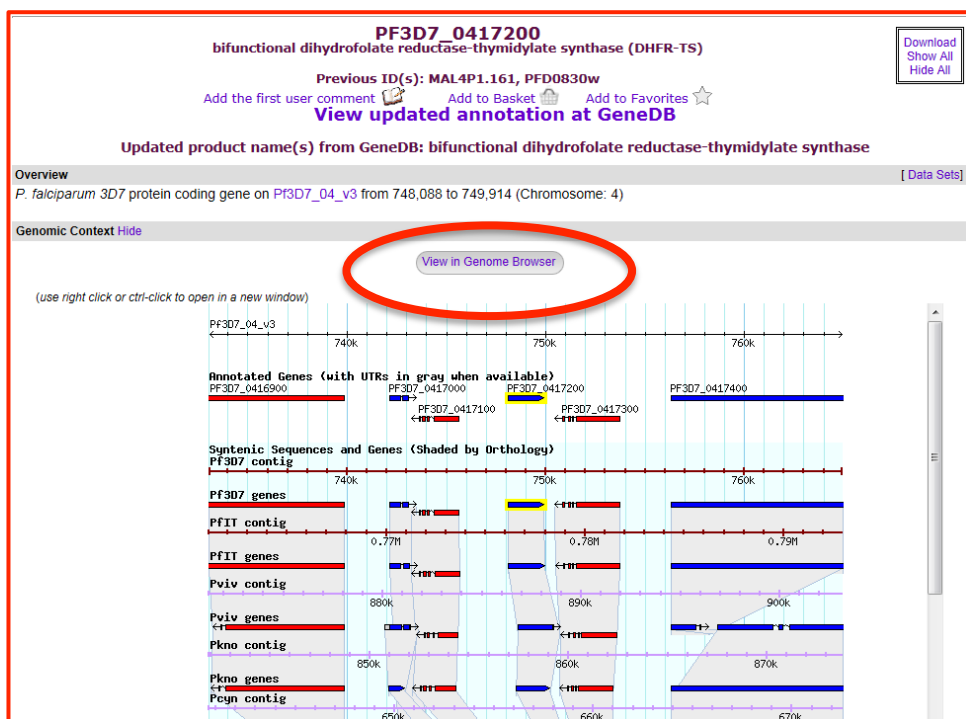 PF3D7_0417200
bifunctional dihydrofolate reductase-thymidylate synthase (DHFR-TS)
Download
Show All
Hide All
Previous ID(s): MAL4P1.161, PFD0830w
Add the first user comment Add to Basket Add to Favorites
View updated annotation at GeneDB
Updated product name(s) from GeneDB: bifunctional dihydrofolate reductase-thymidylate synthase
Overview [ Data Sets]
P. falciparum 3D7 protein coding gene on Pf3D7_04_v3 from 748,088 to 749,914 (Chromosome: 4)
Genomic Context Hide
View in Genome Browser
(use right click or ctrl-click to open in a new window)
Pf3D7_04_v3
740k 750k 760k
Annotated Genes (with UTRs in gray when available)
PF3D7_0416900 PF3D7_0417000 PF3D7_0417200 PF3D7_0417400
PF3D7_0417100 PF3D7_0417300
Syntenic Sequences and Genes (Shaded by Orthology)
Pf3D7 contig
740k 750k 760k
Pf3D7 genes
PfIT contig
0.77M 0.78M 0.79M
PfIT genes
Pviv contig
880k 890k 900k
Pviv genes
Pkno contig
850k 860k 870k
Pkno genes
Pcyn contig
650k 660k 670k